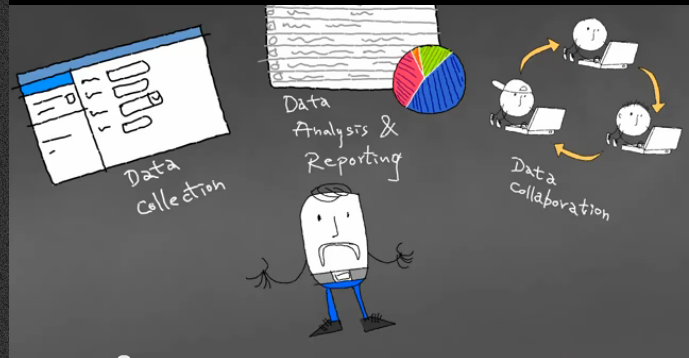 Data
Collection
Data
Analysis &
Reporting
Data
Collaboration